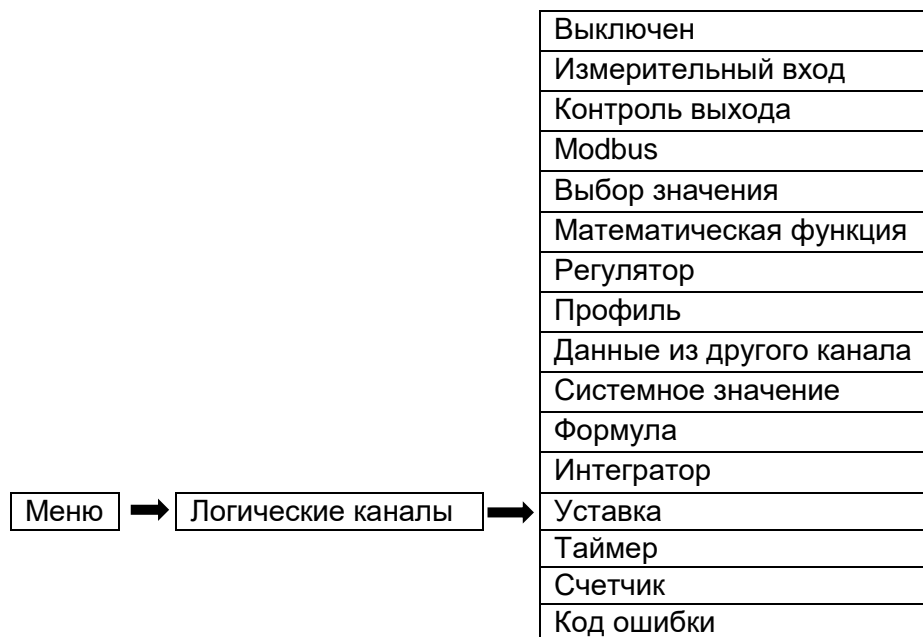 Выключен
Измерительный вход
Контроль выхода
Modbus
Выбор значения
Математическая функция
Регулятор
Профиль
Данные из другого канала
Системное значение
Формула
Интегратор
Меню Логические каналы Уставка
Таймер
Счетчик
Код ошибки